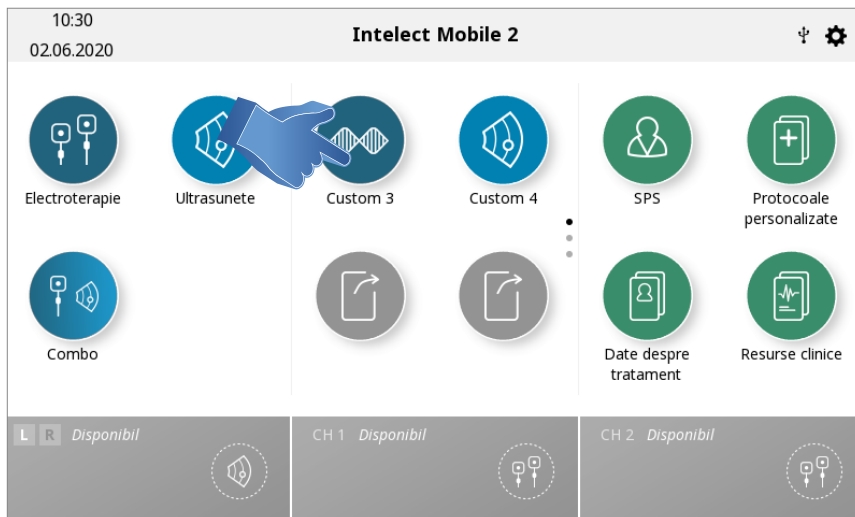 10:30
02.06.2020
Intelect Mobile 2
Electroterapie
Ultrasunete
Custom 3
Custom 4
SPS
Protocoale
personalizate
Combo
Date despre
tratament
Resurse clinice
L R Disponibil
CH 1 Disponibil
CH 2 Disponibil